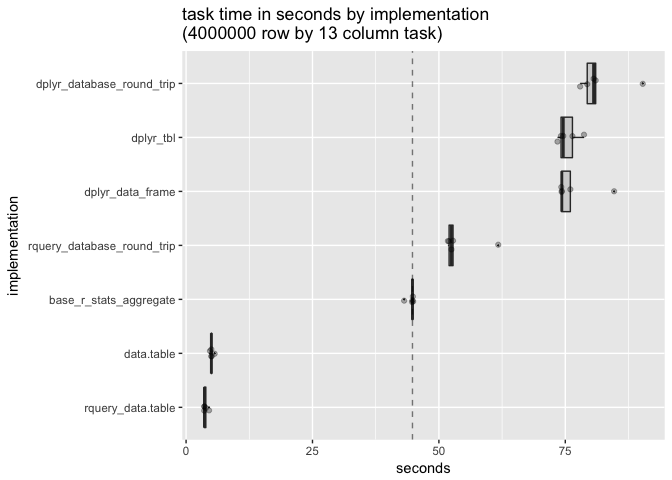 task time in seconds by implementation
(4000000 row by 13 column task)
dplyr_database_round_trip
dplyr_tbl
dplyr_data_frame
rquery_database_round_trip
base_r_stats_aggregate
data.table
rquery_data.table
implementation
0
25
50
75
seconds